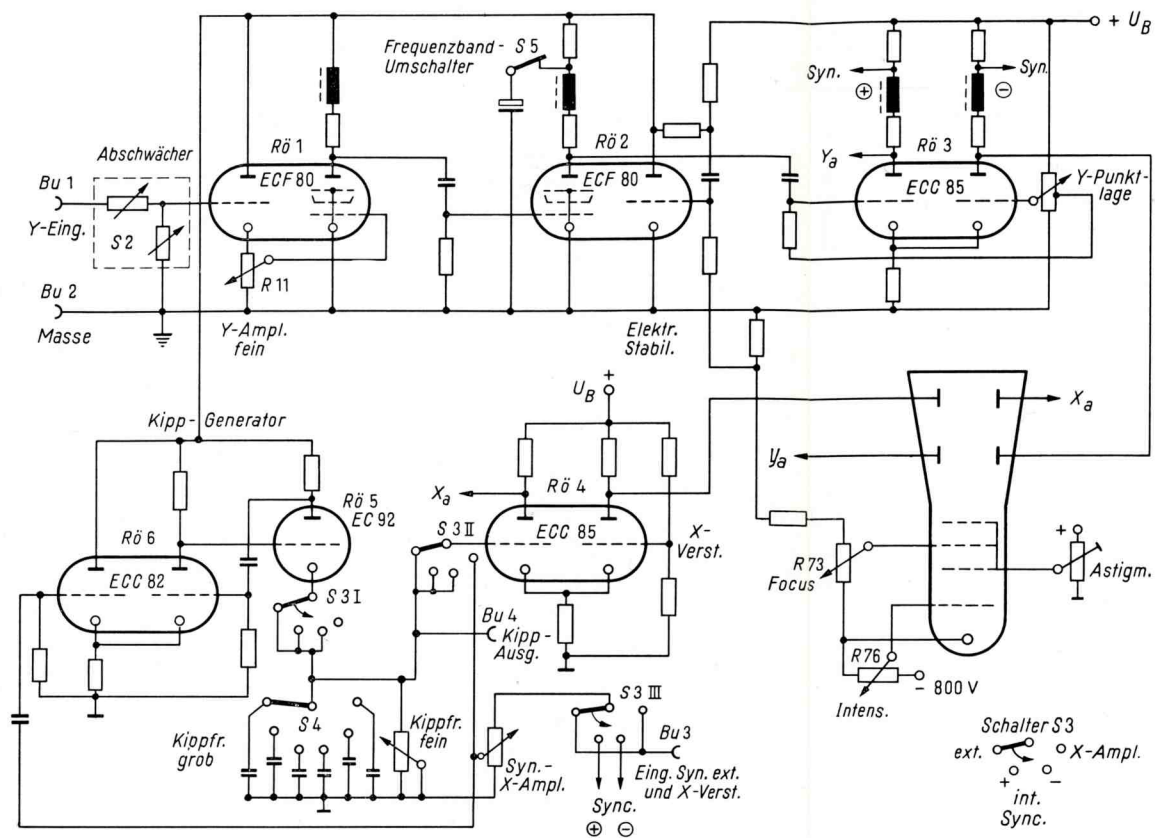 + U_B
Frequenzband-
Umschalter
S 5
Syn.
⊕
Syn.
⊖
Abschwächer
Rö 1
ECF 80
Rö 2
ECF 80
Y_a
Rö 3
ECC 85
Y-Punkt-
lage
Bu 1
Y-Eing.
S 2
R 11
Bu 2
Masse
Y-Ampl.
fein
Elektr.
Stabil.
+
U_B
Kipp-Generator
X_a
y_a
Rö 5
EC 92
X_a
Rö 4
ECC 85
S 3 II
X-
Verst.
Rö 6
ECC 82
S 3 I
R 73
Focus
+
Astigm.
Bu 4
Kipp-
Ausg.
R 76
- 800 V
Intens.
S 4
Kippfr.
grob
Kippfr.
fein
Syn.-
X-Ampl.
S 3 III
Bu 3
Eing. Syn. ext.
und X-Verst.
Sync.
⊕ ⊖
Schalter S3
ext.
X-Ampl.
+ -
int.
Sync.